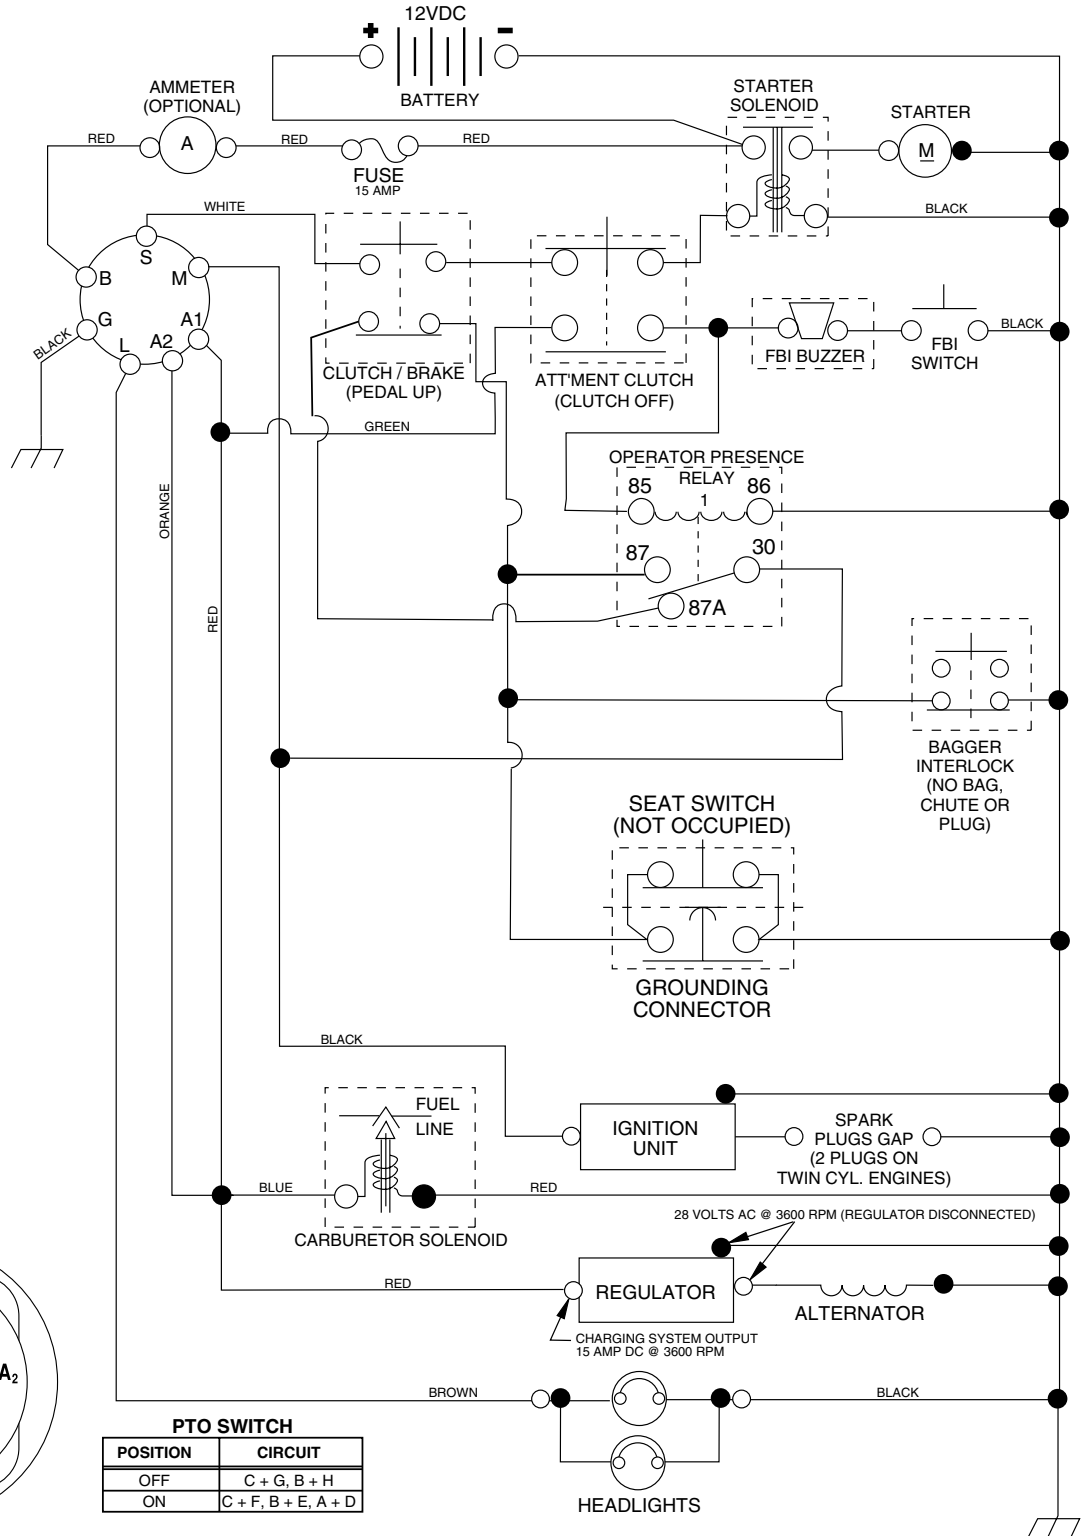 12VDC
+
-
BATTERY
AMMETER
(OPTIONAL)
STARTER
SOLENOID
STARTER
RED
A
RED
RED
M
FUSE
15 AMP
WHITE
BLACK
S
B
M
G
A1
L
A2
BLACK
CLUTCH / BRAKE
(PEDAL UP)
ATT'MENT CLUTCH
(CLUTCH OFF)
FBI BUZZER
FBI
SWITCH
BLACK
GREEN
OPERATOR PRESENCE
RELAY
1
85
86
87
30
87A
ORANGE
RED
BAGGER
INTERLOCK
(NO BAG,
CHUTE OR
PLUG)
SEAT SWITCH
(NOT OCCUPIED)
GROUNDING
CONNECTOR
BLACK
FUEL
LINE
IGNITION
UNIT
SPARK
PLUGS GAP
(2 PLUGS ON
TWIN CYL. ENGINES)
BLUE
RED
CARBURETOR SOLENOID
28 VOLTS AC @ 3600 RPM (REGULATOR DISCONNECTED)
RED
REGULATOR
ALTERNATOR
CHARGING SYSTEM OUTPUT
15 AMP DC @ 3600 RPM
A2
BROWN
BLACK
HEADLIGHTS
PTO SWITCH
POSITION CIRCUIT
OFF C + G, B + H
ON C + F, B + E, A + D